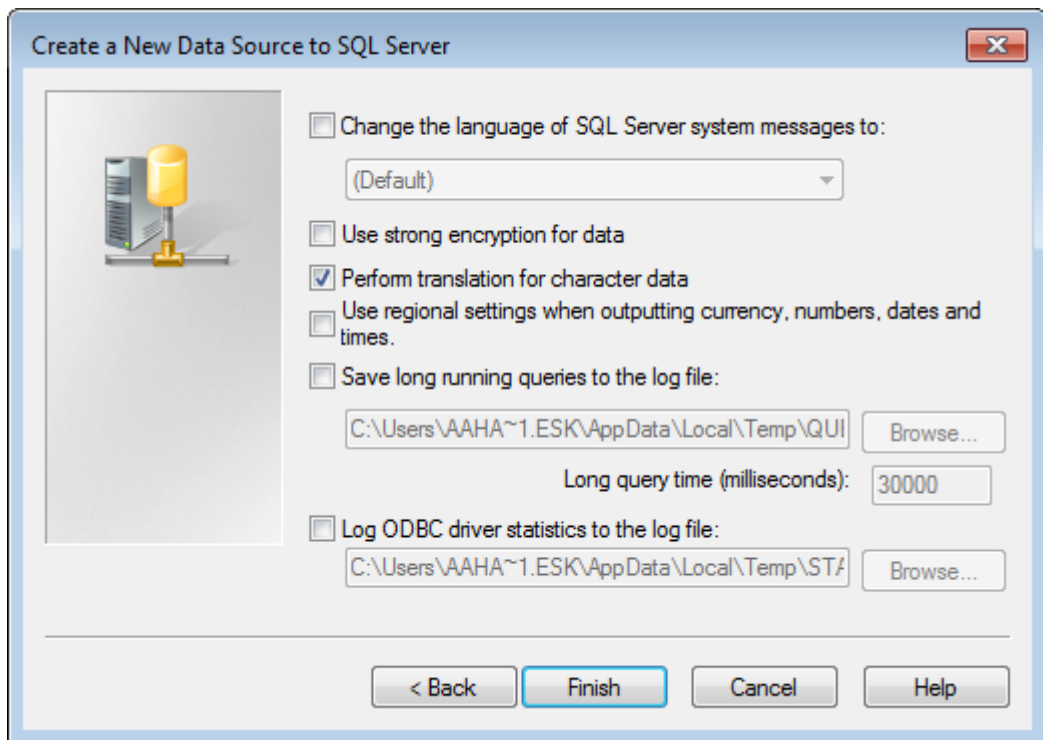 Create a New Data Source to SQL Server
Change the language of SQL Server system messages to:
(Default)
Use strong encryption for data
Perform translation for character data
Use regional settings when outputting currency, numbers, dates and
times.
Save long running queries to the log file:
C:\Users\AAHA~1.ESK\AppData\Local\Temp\QUI Browse...
Long query time (milliseconds): 30000
Log ODBC driver statistics to the log file:
C:\Users\AAHA~1.ESK\AppData\Local\Temp\STA Browse...
< Back Finish Cancel Help